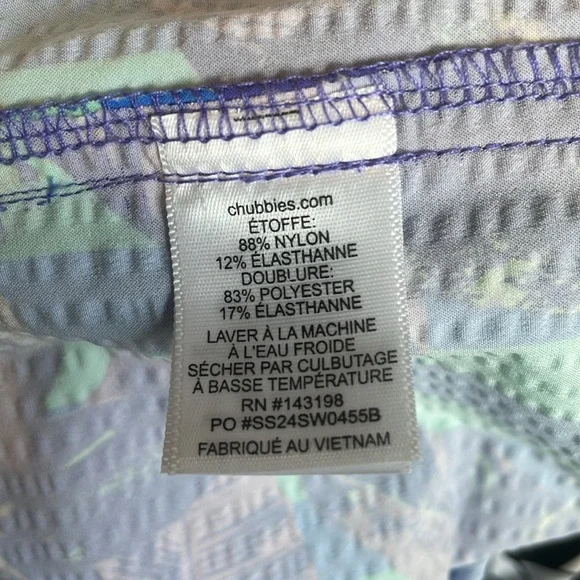 chubbies.com
ÉTOFFE:
88% NYLON
12% ÉLASTHANNE
DOUBLURE:
83% POLYESTER
17% ÉLASTHANNE
LAVER À LA MACHINE
À L'EAU FROIDE
SÉCHER PAR CULBUTAGE
À BASSE TEMPÉRATURE
RN #143198
PO #SS24SW0455B
FABRIQUÉ AU VIETNAM